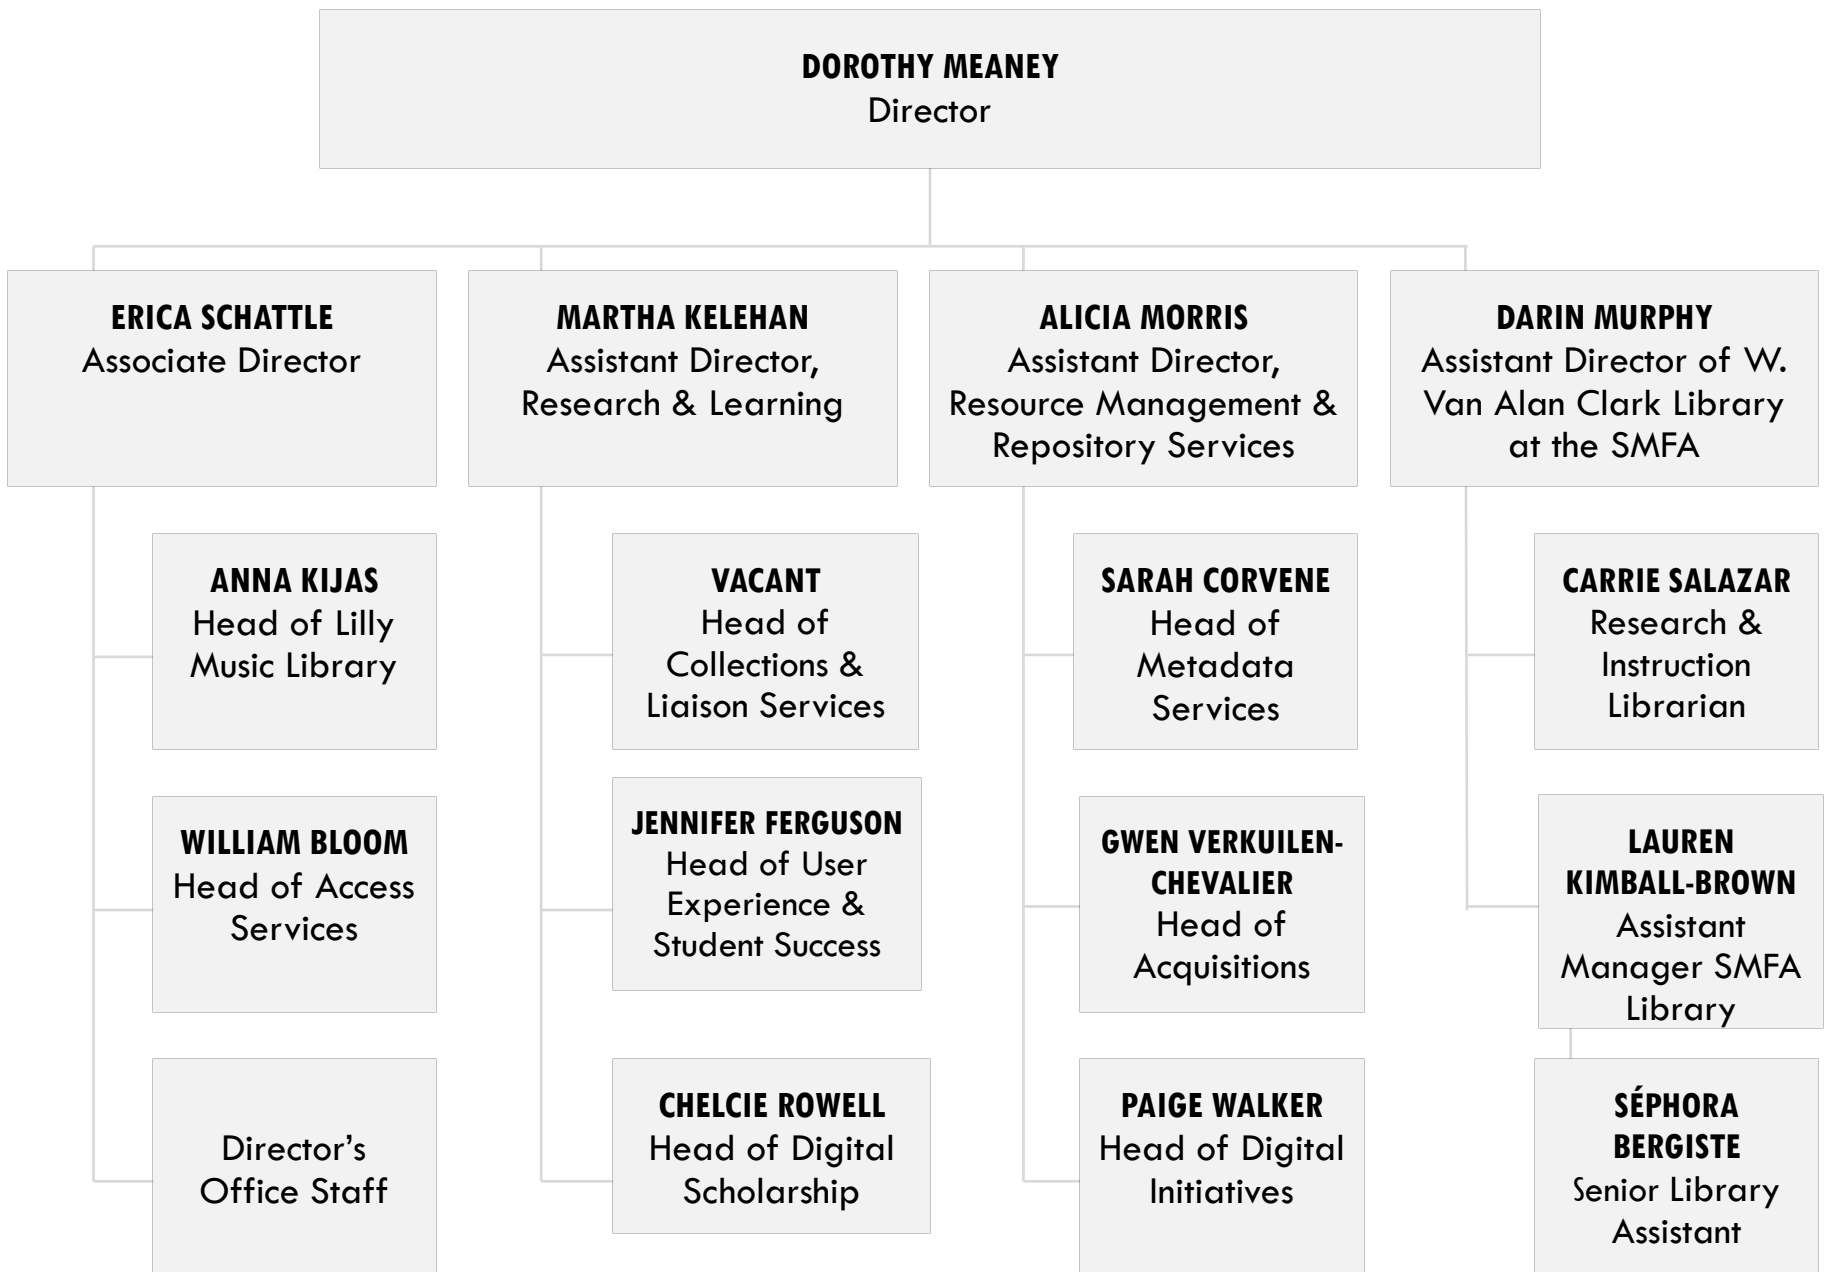 DOROTHY MEANEY
Director
ERICA SCHATTLE
Associate Director
MARTHA KELEHAN
Assistant Director,
Research & Learning
ALICIA MORRIS
Assistant Director,
Resource Management &
Repository Services
DARIN MURPHY
Assistant Director of W.
Van Alan Clark Library
at the SMFA
ANNA KIJAS
Head of Lilly
Music Library
VACANT
Head of
Collections &
Liaison Services
SARAH CORVENE
Head of
Metadata
Services
CARRIE SALAZAR
Research &
Instruction
Librarian
WILLIAM BLOOM
Head of Access
Services
JENNIFER FERGUSON
Head of User
Experience &
Student Success
GWEN VERKUILEN-
CHEVALIER
Head of
Acquisitions
LAUREN
KIMBALL-BROWN
Assistant
Manager SMFA
Library
Director’s
Office Staff
CHELCIE ROWELL
Head of Digital
Scholarship
PAIGE WALKER
Head of Digital
Initiatives
SÉPHORA
BERGISTE
Senior Library
Assistant